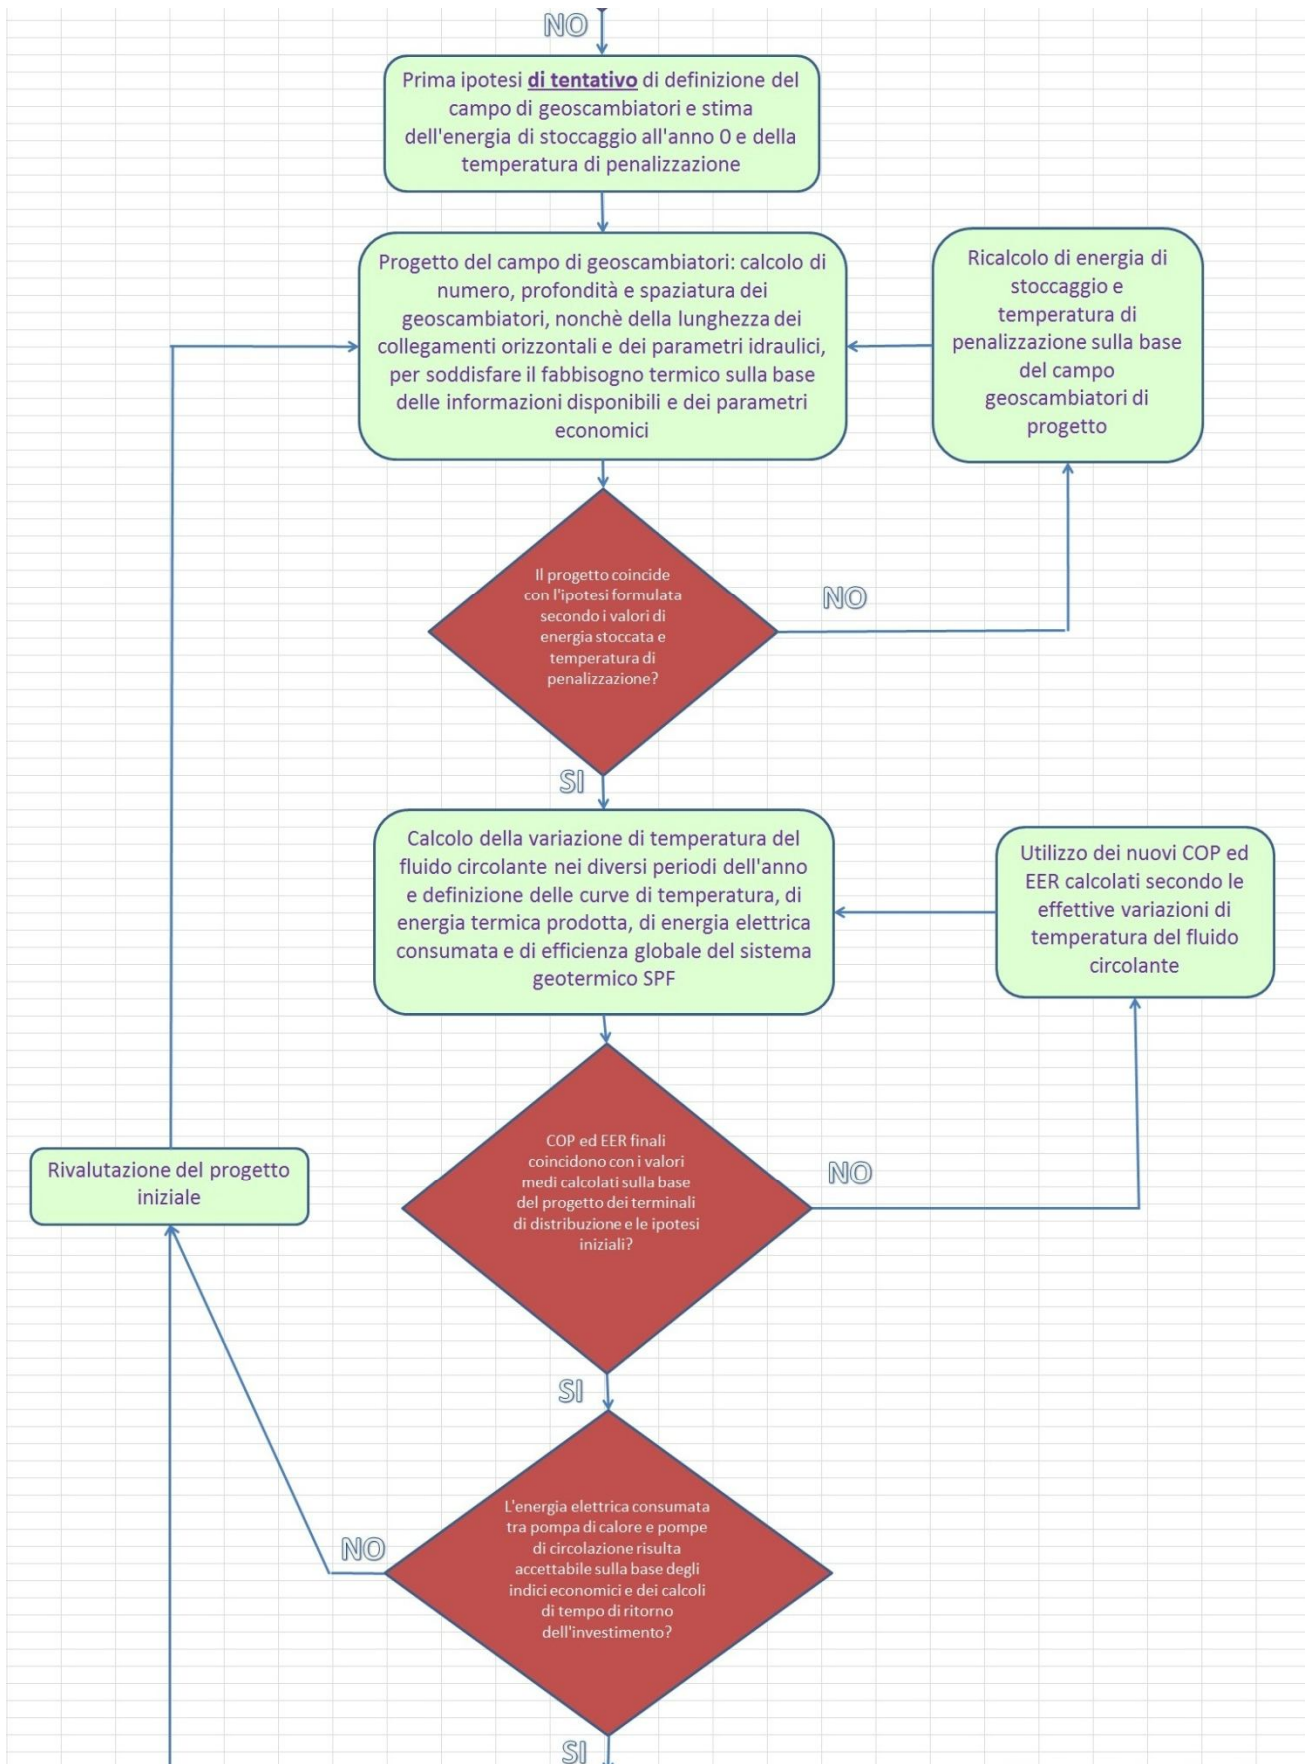 NO
Prima ipotesi di tentativo di definizione del
campo di geoscambiatori e stima
dell'energia di stoccaggio all'anno 0 e della
temperatura di penalizzazione
Progetto del campo di geoscambiatori: calcolo di
numero, profondità e spaziatura dei
geoscambiatori, nonchè della lunghezza dei
collegamenti orizzontali e dei parametri idraulici,
per soddisfare il fabbisogno termico sulla base
delle informazioni disponibili e dei parametri
economici
Ricalcolo di energia di
stoccaggio e
temperatura di
penalizzazione sulla base
del campo
geoscambiatori di
progetto
Il progetto coincide
con l'ipotesi formulata
secondo i valori di
energia stoccata e
temperatura di
penalizzazione?
NO
SI
Calcolo della variazione di temperatura del
fluido circolante nei diversi periodi dell'anno
e definizione delle curve di temperatura, di
energia termica prodotta, di energia elettrica
consumata e di efficienza globale del sistema
geotermico SPF
Utilizzo dei nuovi COP ed
EER calcolati secondo le
effettive variazioni di
temperatura del fluido
circolante
COP ed EER finali
coincidono con i valori
medi calcolati sulla base
del progetto dei terminali
di distribuzione e le ipotesi
iniziali?
NO
Rivalutazione del progetto
iniziale
SI
L'energia elettrica consumata
tra pompa di calore e pompe
di circolazione risulta
accettabile sulla base degli
indici economici e dei calcoli
di tempo di ritorno
dell'investimento?
NO
SI